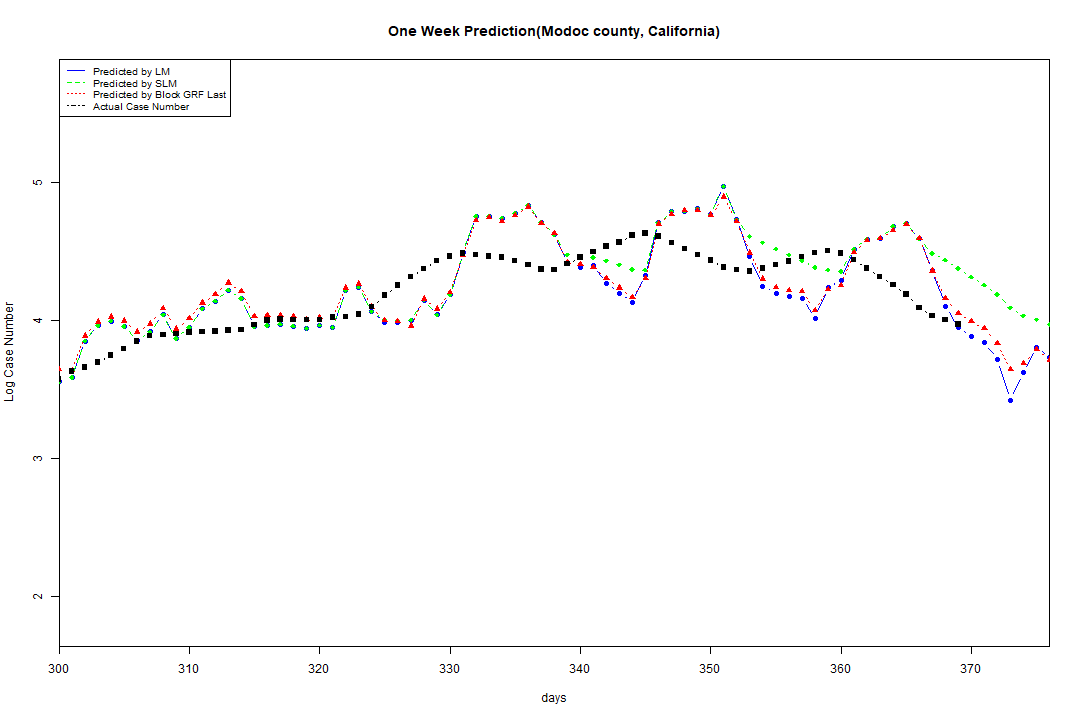 One Week Prediction(Modoc county, California)
Predicted by LM
Predicted by SLM
Predicted by Block GRF Last
Actual Case Number
5
4
3
2
Log Case Number
300 310 320 330 340 350 360 370
days